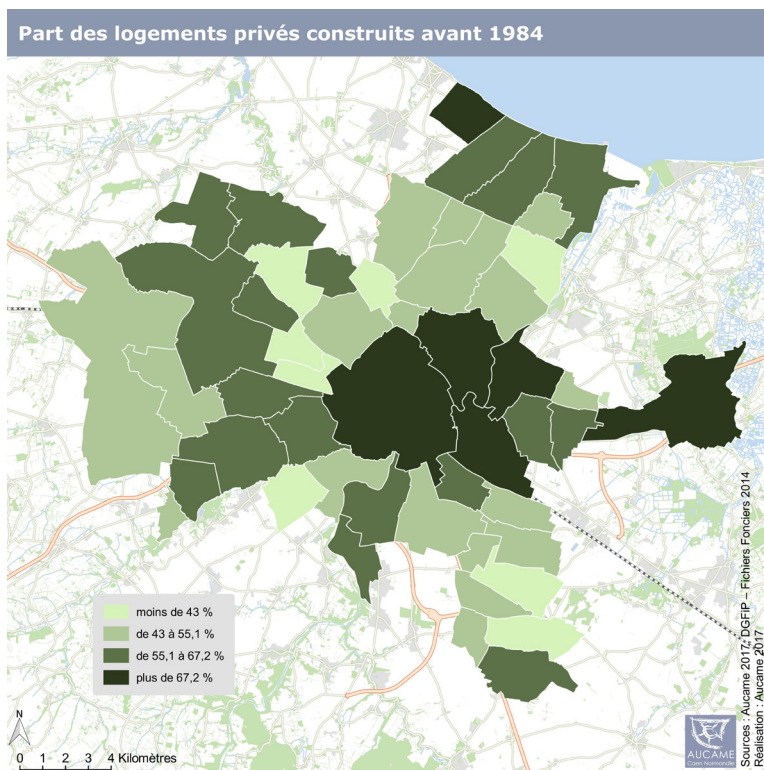 Part des logements privés construits avant 1984
moins de 43 %
de 43 à 55,1 %
de 55,1 à 67,2 %
plus de 67,2 %
N
0 1 2 3 4 Kilomètres
AUCAME
Caen Normandie
Sources : Aucame 2017, DGFIP – Fichiers Fonciers 2014
Réalisation : Aucame 2017